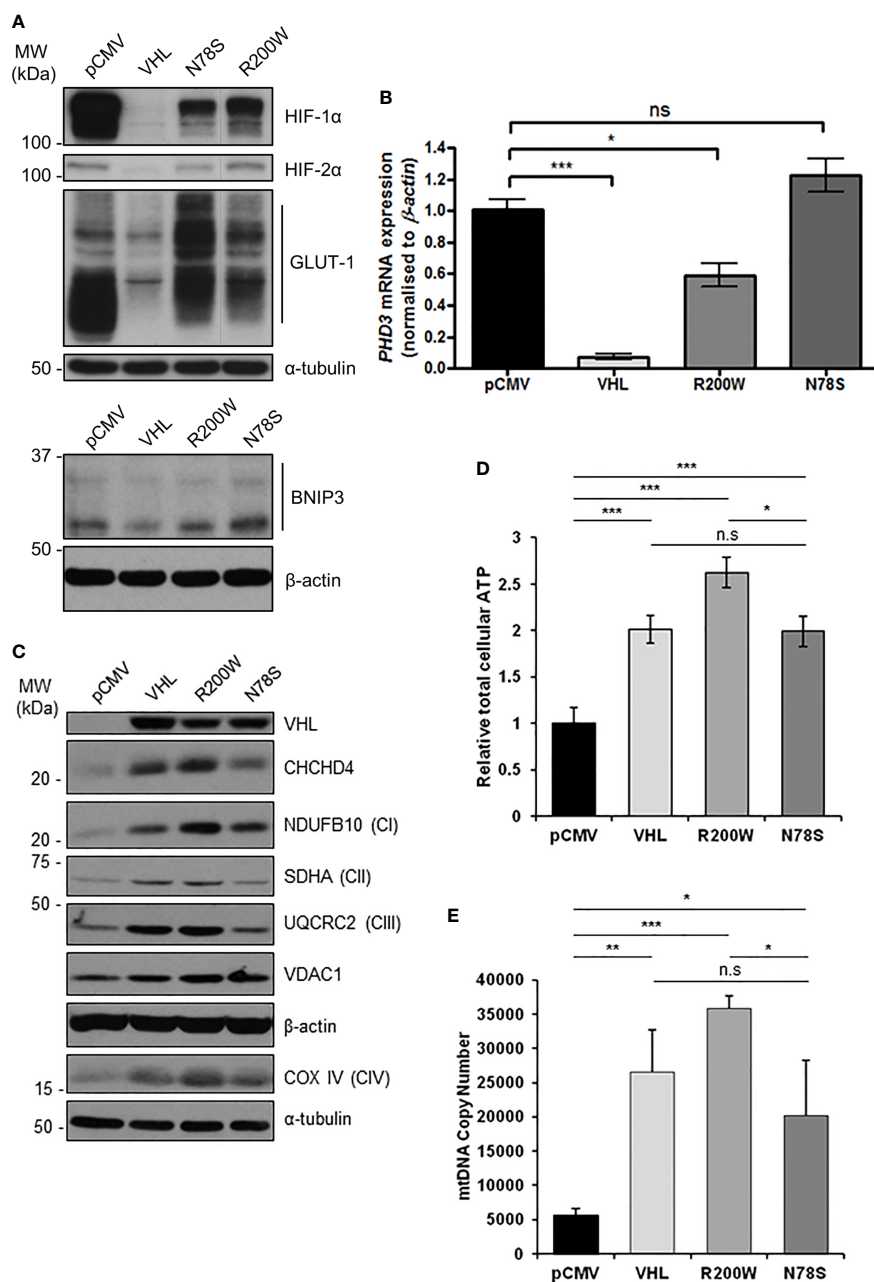 A
MW
(kDa)
pCMV
VHL
N78S
R200W
HIF-1α
100 -
HIF-2α
100 -
GLUT-1
50 -
α-tubulin
pCMV
VHL
R200W
N78S
37 -
BNIP3
50 -
β-actin
B
ns
*
***
PHD3 mRNA expression
(normalised to β-actin)
1.4
1.2
1.0
0.8
0.6
0.4
0.2
0.0
pCMV VHL R200W N78S
C
MW
(kDa)
pCMV
VHL
R200W
N78S
VHL
CHCHD4
20 -
NDUFB10 (CI)
20 -
75 -
SDHA (CII)
50 -
UQCRC2 (CIII)
VDAC1
β-actin
COX IV (CIV)
15 -
α-tubulin
50 -
D
***
***
*** *
n.s
Relative total cellular ATP
3
2.5
2
1.5
1
0.5
0
pCMV VHL R200W N78S
E
*
***
** *
n.s
mtDNA Copy Number
40000
35000
30000
25000
20000
15000
10000
5000
0
pCMV VHL R200W N78S